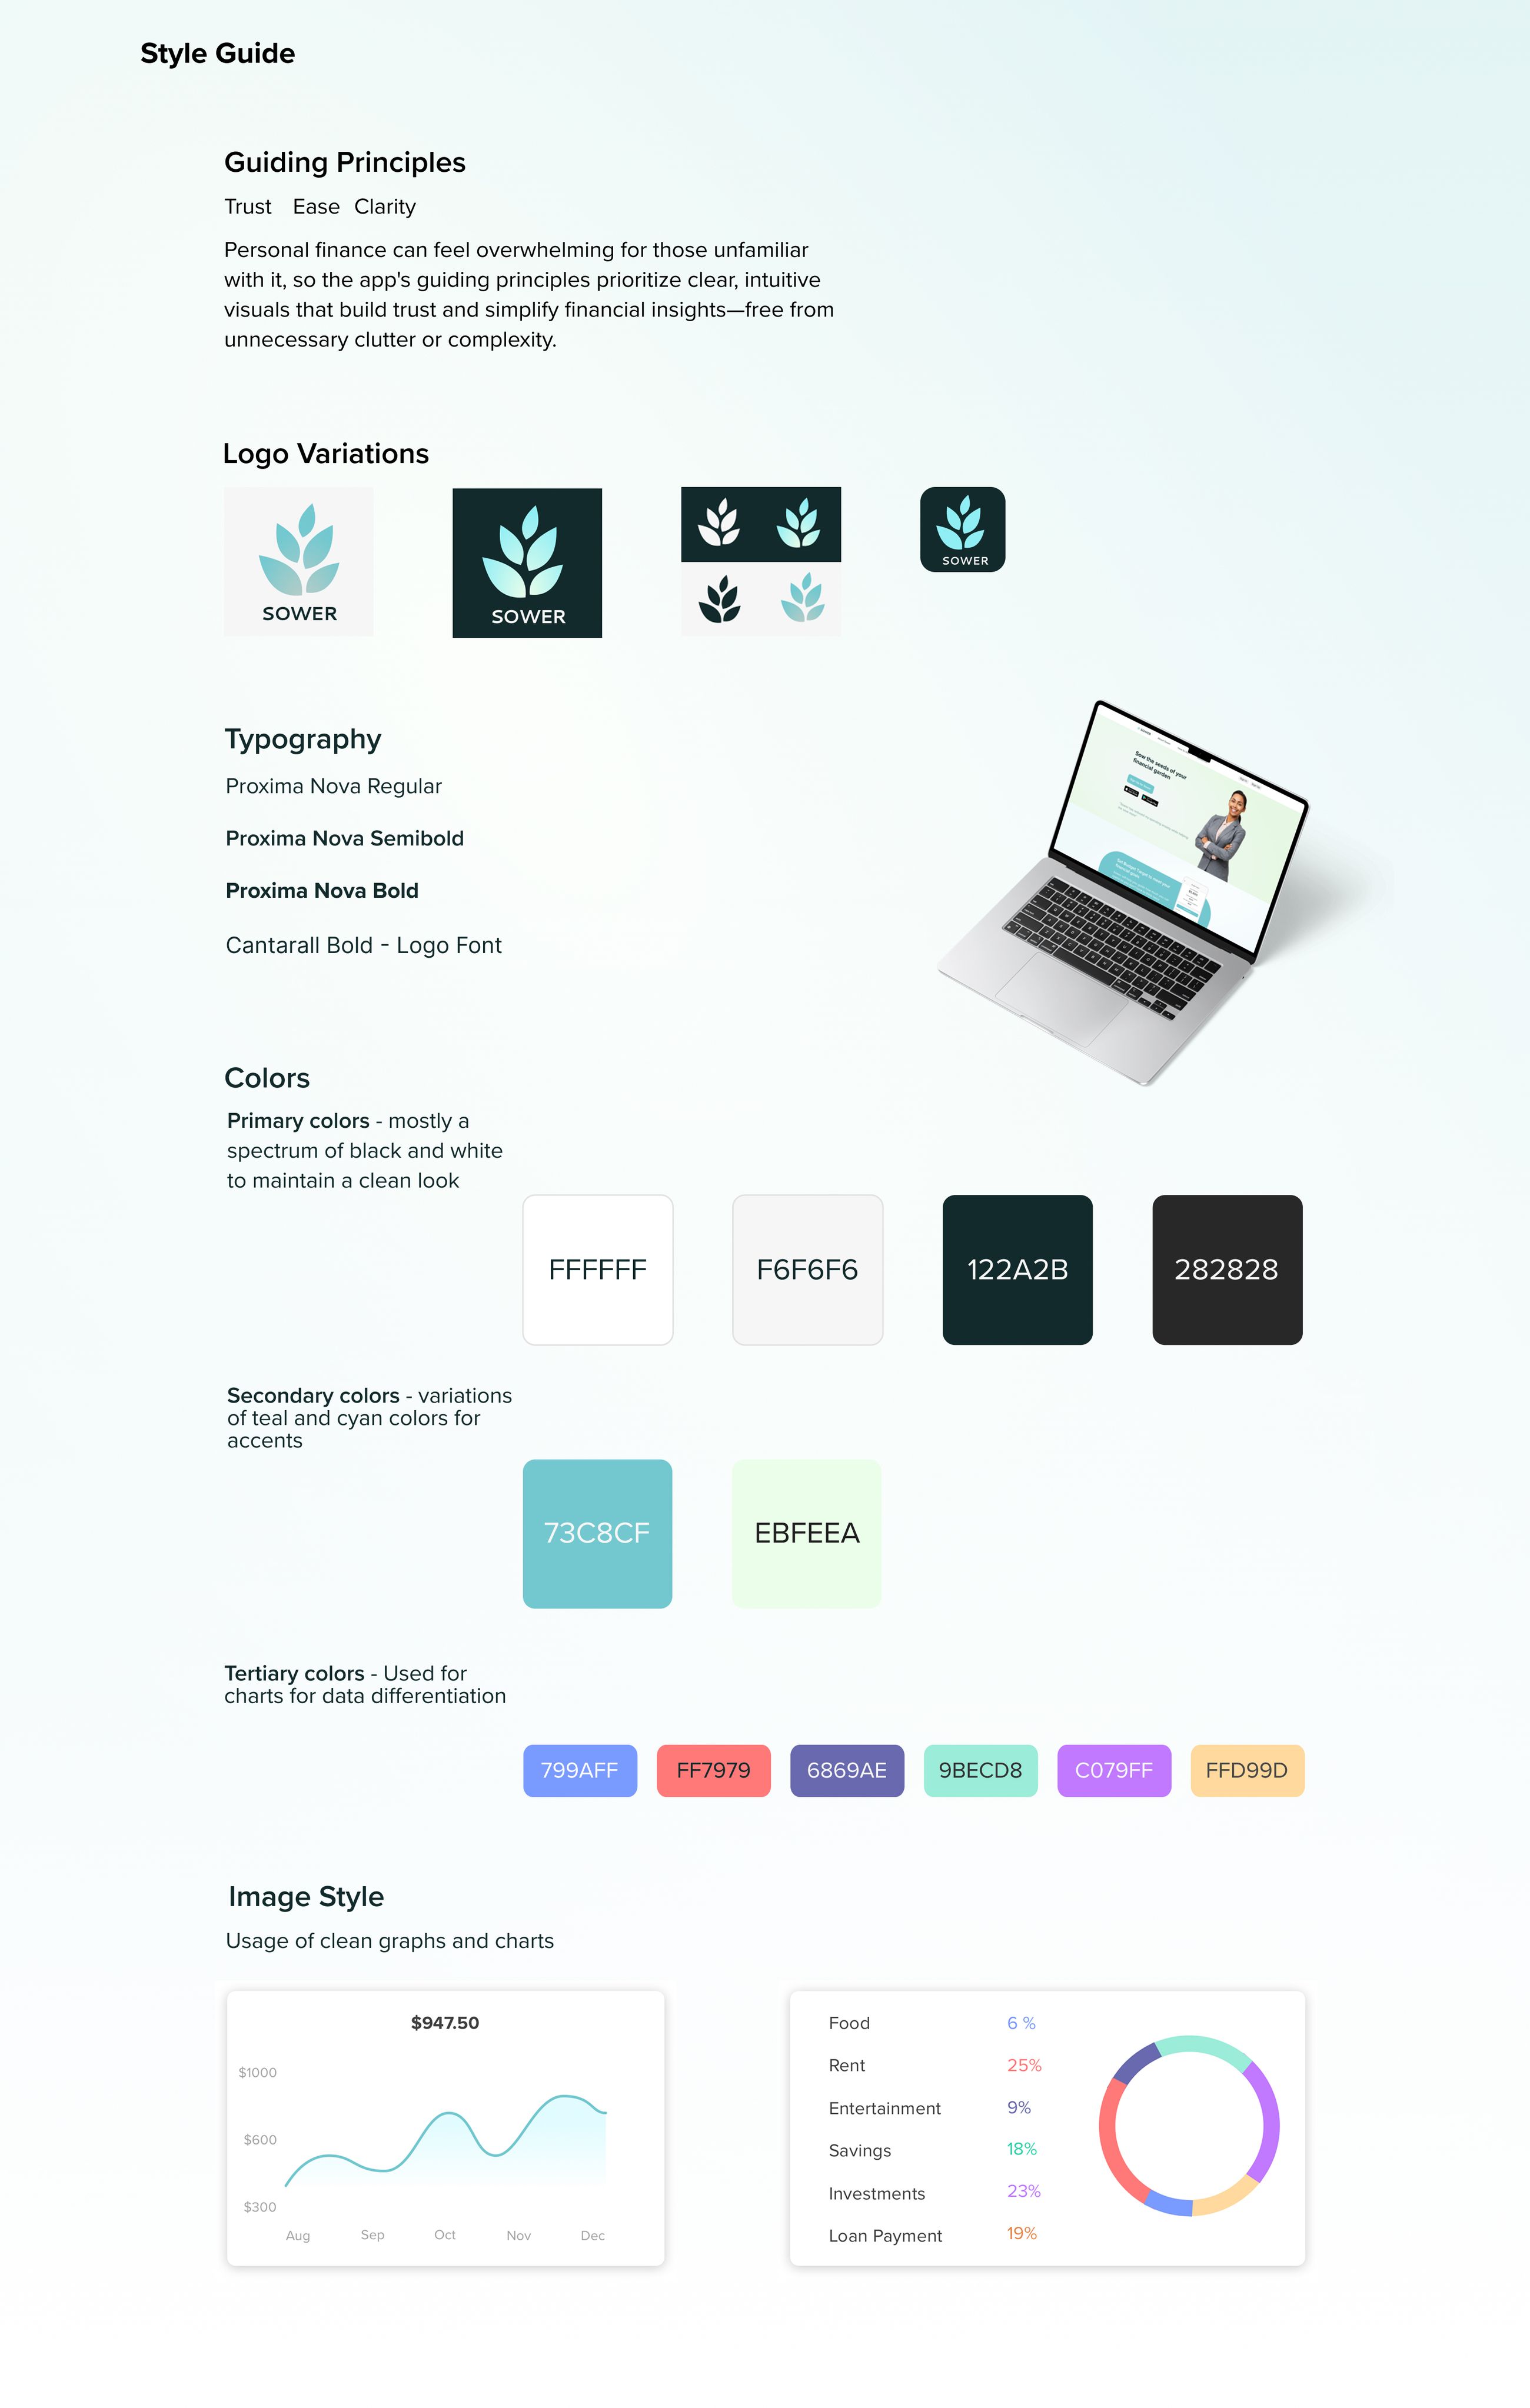 Style Guide
Guiding Principles
Trust Ease Clarity
Personal finance can feel overwhelming for those unfamiliar
with it, so the app's guiding principles prioritize clear, intuitive
visuals that build trust and simplify financial insights—free from
unnecessary clutter or complexity.
Logo Variations
SOWER
SOWER
SOWER
Typography
Proxima Nova Regular
Proxima Nova Semibold
Proxima Nova Bold
Cantarall Bold - Logo Font
Sow the seeds of your
financial garden
Colors
Primary colors - mostly a
spectrum of black and white
to maintain a clean look
FFFFFF
F6F6F6
122A2B
282828
Secondary colors - variations
of teal and cyan colors for
accents
73C8CF
EBFEEA
Tertiary colors - Used for
charts for data differentiation
799AFF
FF7979
6869AE
9BECD8
C079FF
FFD99D
Image Style
Usage of clean graphs and charts
$947.50
$1000
$600
$300
Aug Sep Oct Nov Dec
Food 6 %
Rent 25%
Entertainment 9%
Savings 18%
Investments 23%
Loan Payment 19%